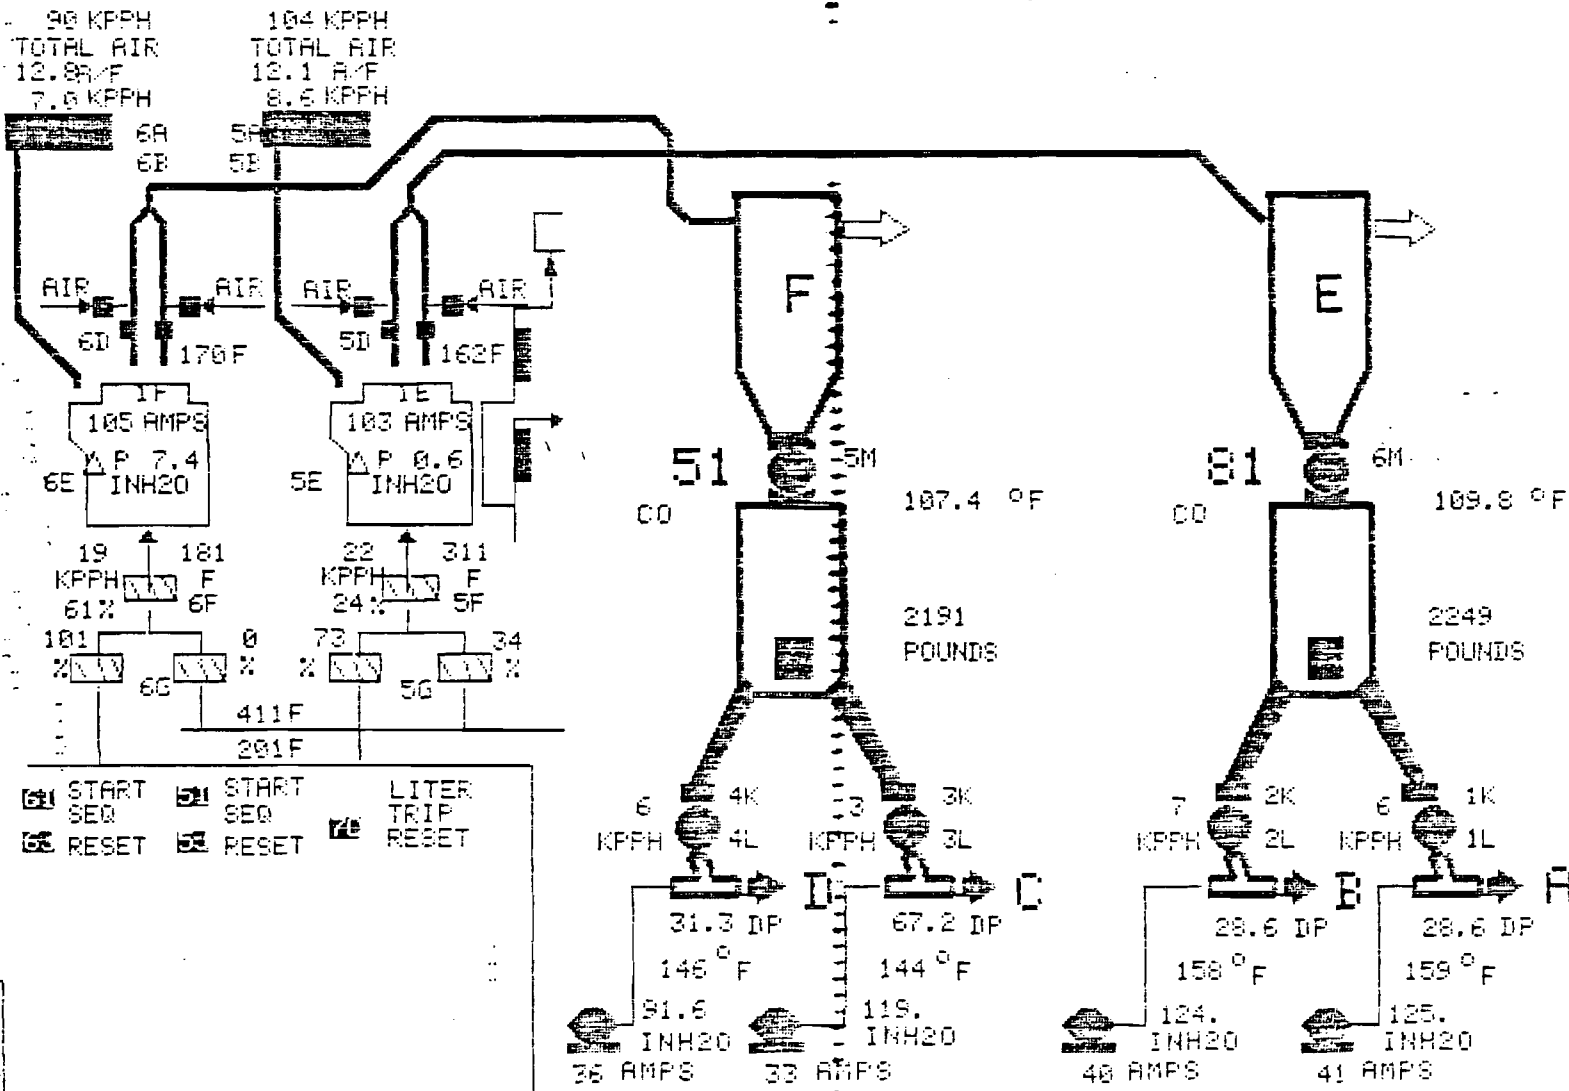 90 KPPH
TOTAL AIR
12.8A/F
7.0 KPPH
104 KPPH
TOTAL AIR
12.1 A/F
8.6 KPPH
6A
6B
5A
5B
AIR
AIR
AIR
AIR
6D
170F
5D
162F
1F
105 AMPS
△ P 7.4
INH2O
6E
1E
103 AMPS
△ P 0.6
INH2O
5E
19
KPPH
61%
181
F
6F
22
KPPH
24%
311
F
5F
101
%
0
%
6G
73
%
34
%
5G
411F
201F
61 START
SEQ
63 RESET
51 START
SEQ
53 RESET
LITER
TRIP
RESET
F
51
5M
CO
107.4 °F
2191
POUNDS
E
81
6M
CO
109.8 °F
2249
POUNDS
6
KPPH
4K
4L
3
KPPH
3K
3L
7
KPPH
2K
2L
6
KPPH
1K
1L
D
31.3 DP
146 °F
91.6
INH2O
36 AMPS
C
67.2 DP
144 °F
119.
INH2O
33 AMPS
B
28.6 DP
158 °F
124.
INH2O
40 AMPS
A
28.6 DP
159 °F
125.
INH2O
41 AMPS